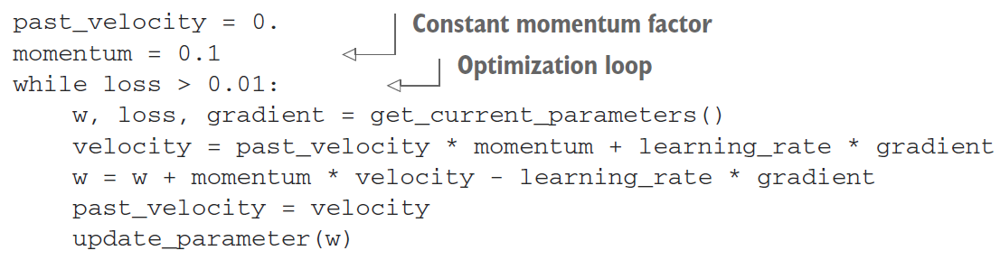 past_velocity = 0.
Constant momentum factor
momentum = 0.1
Optimization loop
while loss > 0.01:
    w, loss, gradient = get_current_parameters()
    velocity = past_velocity * momentum + learning_rate * gradient
    w = w + momentum * velocity - learning_rate * gradient
    past_velocity = velocity
    update_parameter(w)